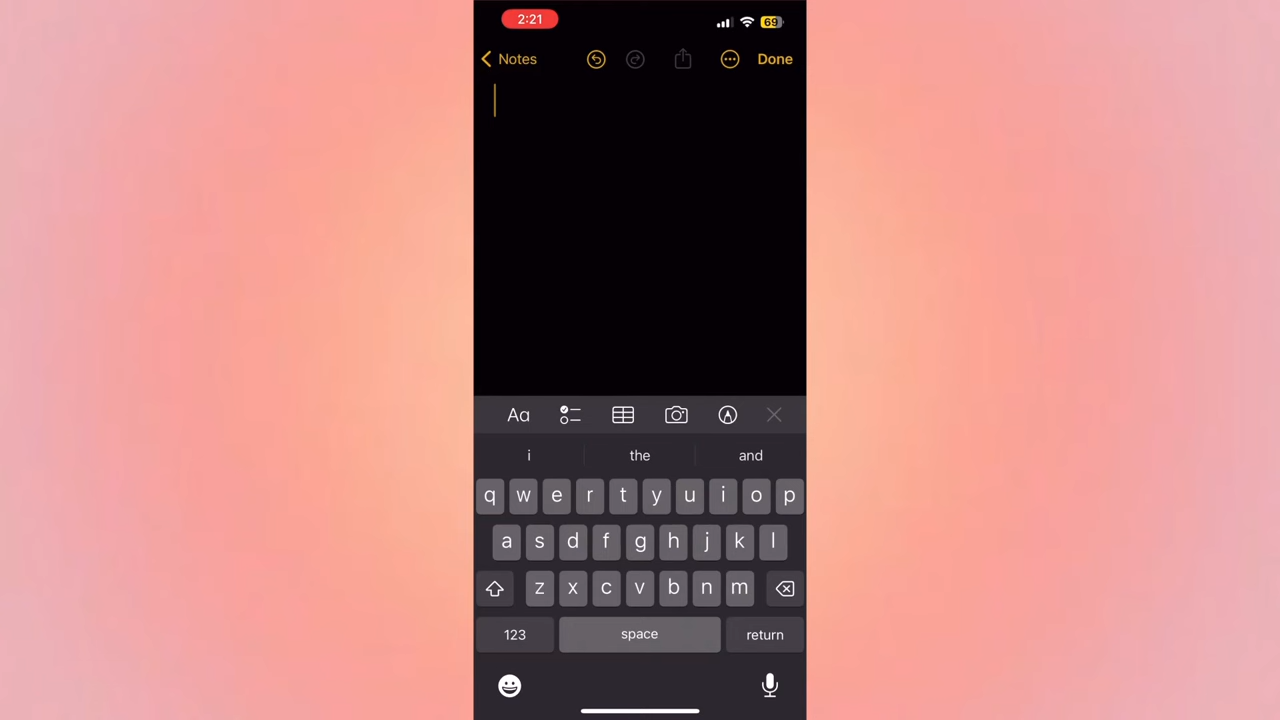 2:21 69
Notes Done
Aa
i the and
q w e r t y u i o p
a s d f g h j k l
z x c v b n m
123 space return